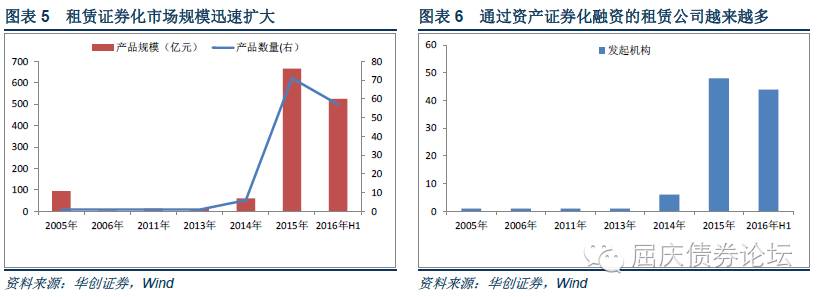 图表 5 租赁证券化市场规模迅速扩大
产品规模（亿元） 产品数量(右)
700
600
500
400
300
200
100
0
80
70
60
50
40
30
20
10
0
2005年 2006年 2011年 2013年 2014年 2015年 2016年H1
资料来源：华创证券，Wind
图表 6 通过资产证券化融资的租赁公司越来越多
发起机构
60
50
40
30
20
10
0
2005年 2006年 2011年 2013年 2014年 2015年 2016年H1
资料来源：华创证券，Wind
屈庆债券论坛